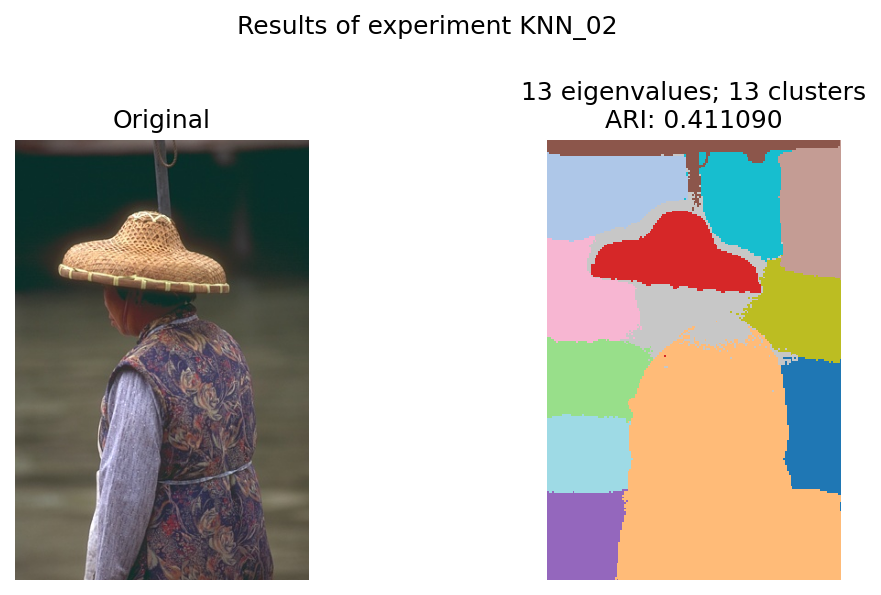 Results of experiment KNN_02
Original
13 eigenvalues; 13 clusters
ARI: 0.411090